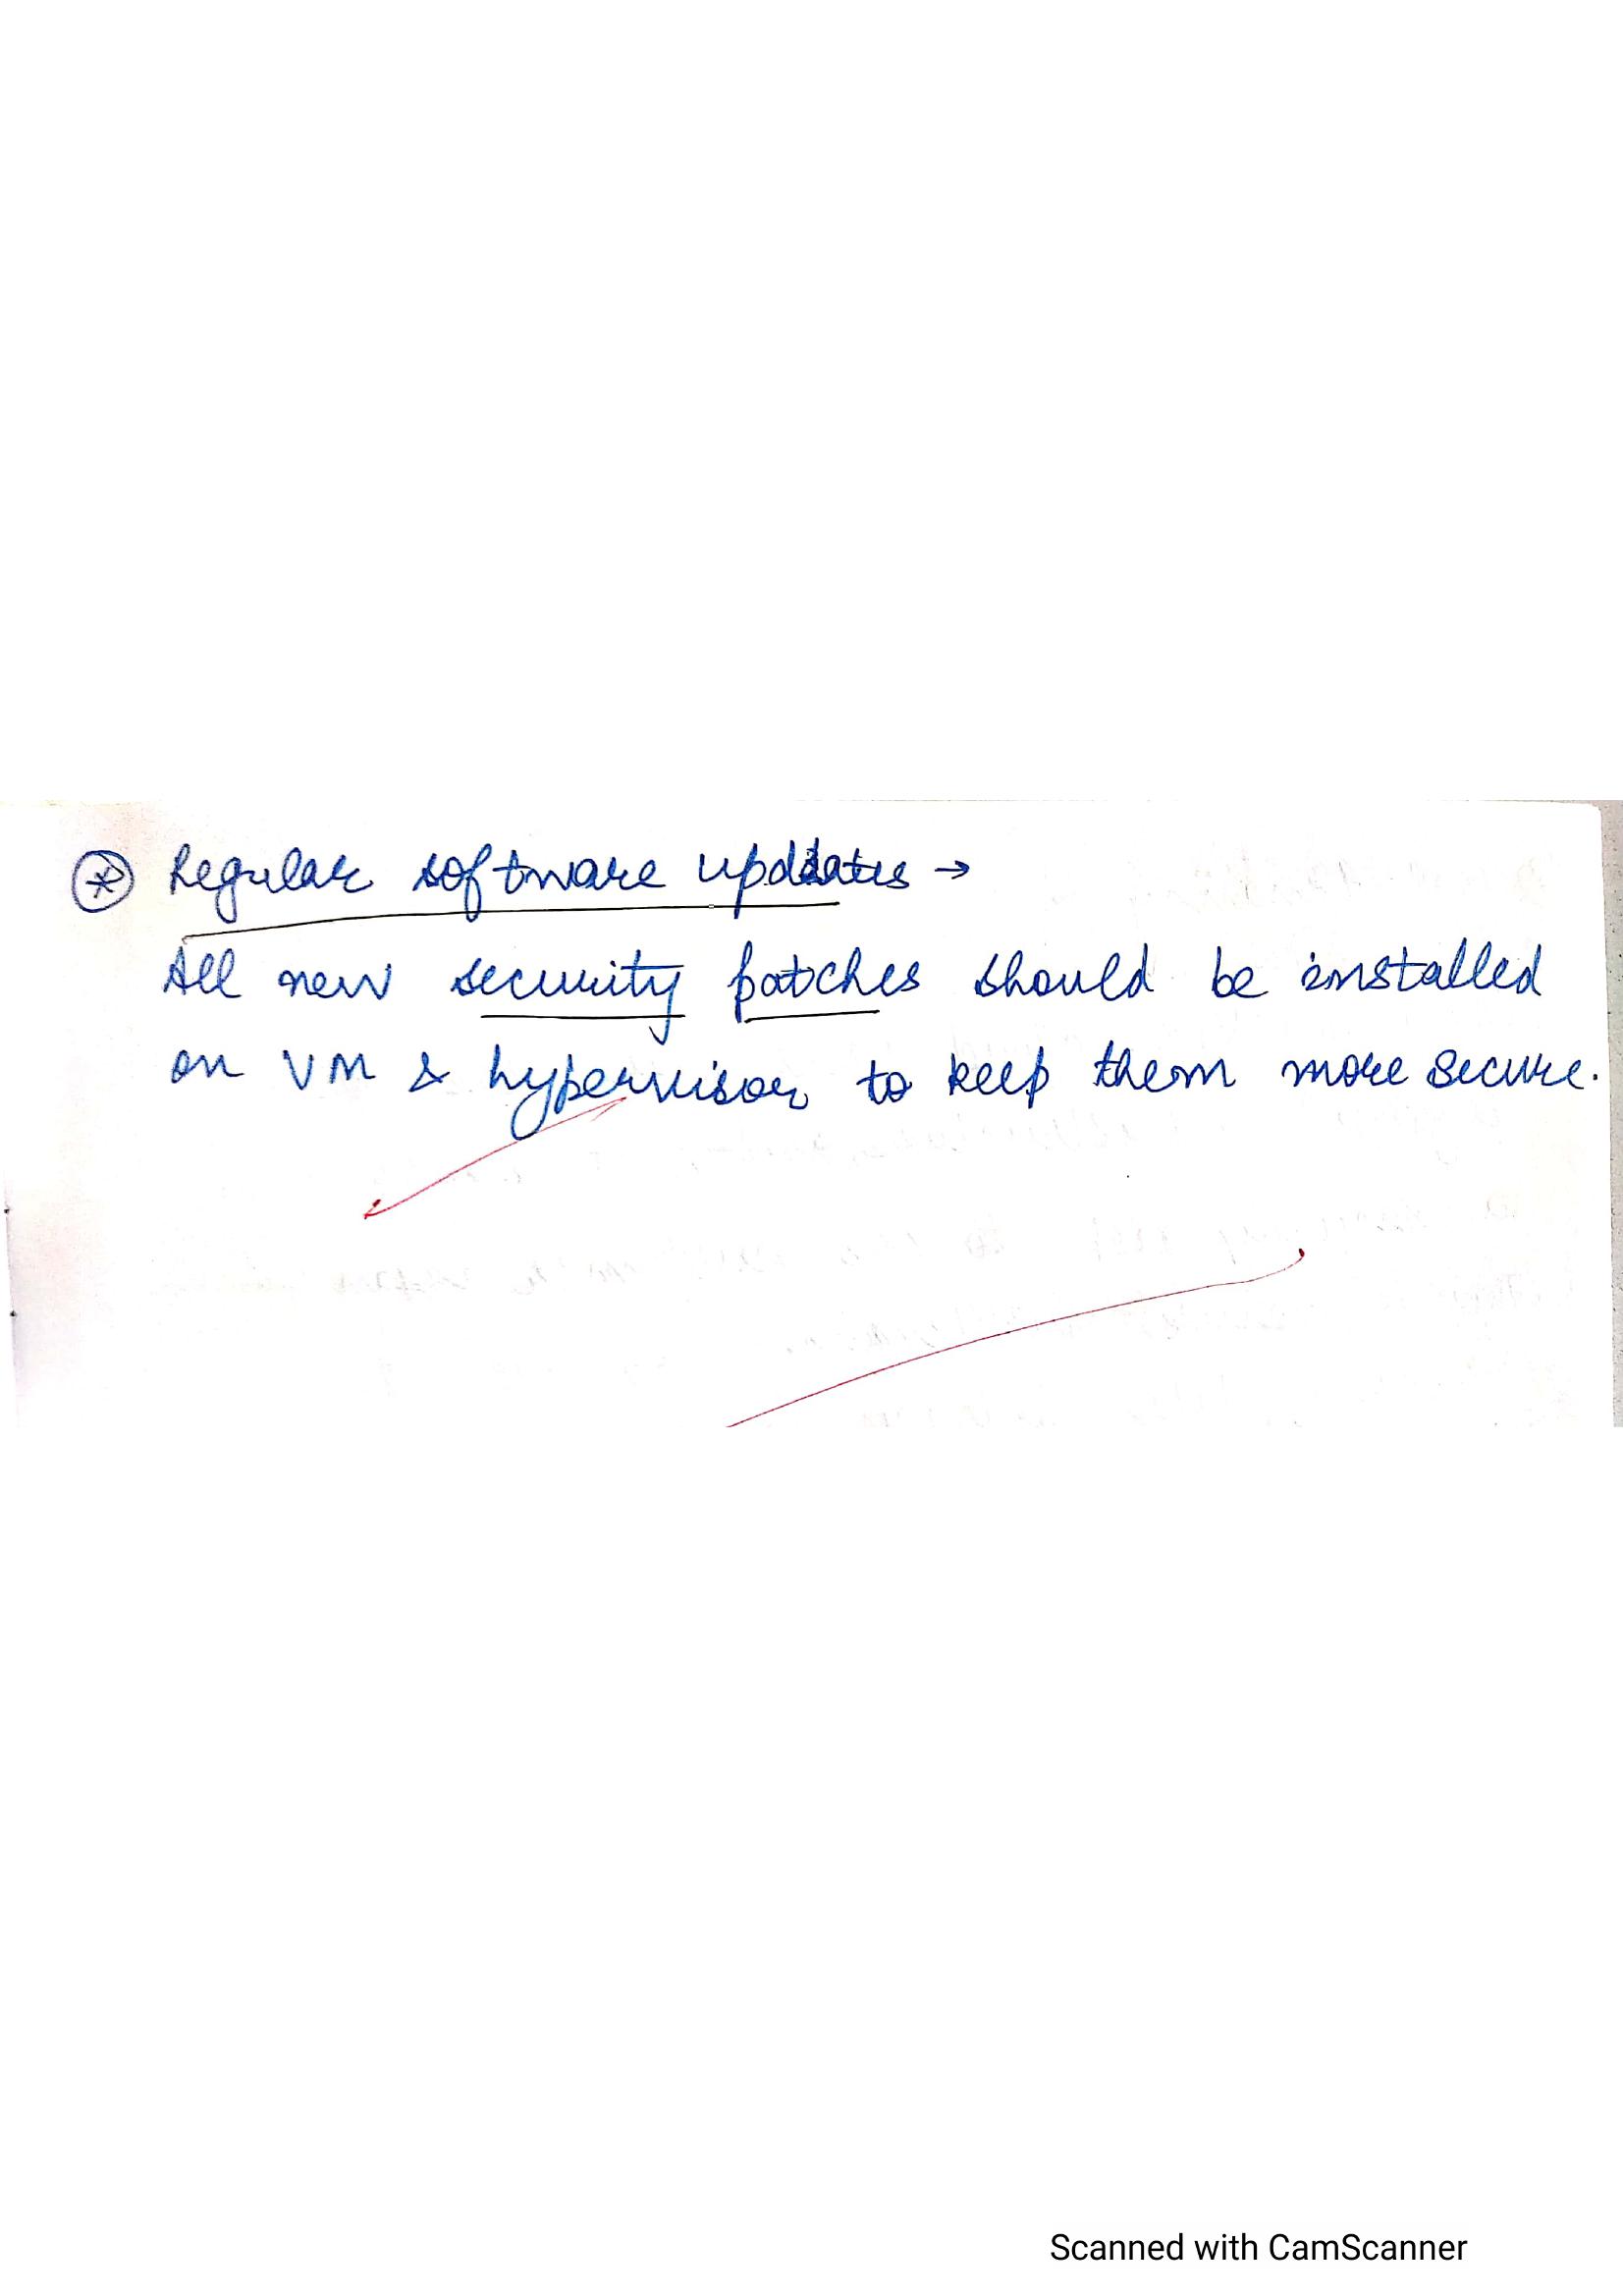 ⊛ Regular software updates →
All new security patches should be installed
on VM & hypervisor to keep them more secure.
Scanned with CamScanner